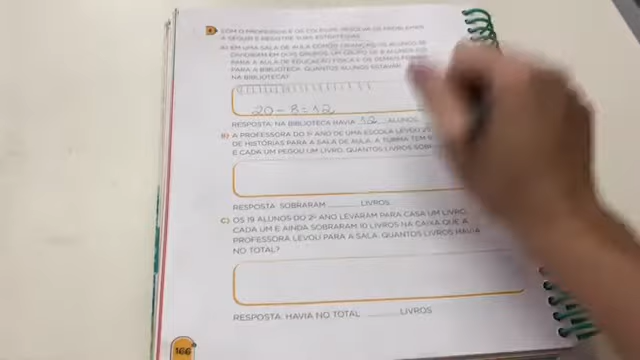 COM O PROFESSOR E OS COLEGAS, RESOLVA OS PROBLEMAS
A SEGUIR E REGISTRE SUAS ESTRATÉGIAS.
A) EM UMA SALA DE AULA COM 20 CRIANÇAS, OS ALUNOS SE
DIVIDIRAM EM DOIS GRUPOS: UM GRUPO DE 8 ALUNOS
PARA A AULA DE EDUCAÇÃO FÍSICA E OS DEMAIS
PARA A BIBLIOTECA. QUANTOS ALUNOS
NA BIBLIOTECA?
20 - 8 = 12
RESPOSTA: NA BIBLIOTECA HAVIA 12 ALUNOS.
B) A PROFESSORA DO 1º ANO DE UMA ESCOLA LEVOU
DE HISTÓRIAS PARA A SALA DE AULA. A TURMA TEM
E CADA UM PEGOU UM LIVRO. QUANTOS LIVROS
RESPOSTA: SOBRARAM LIVROS.
C) OS 19 ALUNOS DO 2º ANO LEVARAM PARA CASA UM LIVRO
CADA UM E AINDA SOBRARAM 10 LIVROS NA CAIXA QUE A
PROFESSORA LEVOU PARA A SALA. QUANTOS LIVROS HAVIA
NO TOTAL?
RESPOSTA: HAVIA NO TOTAL LIVROS
166